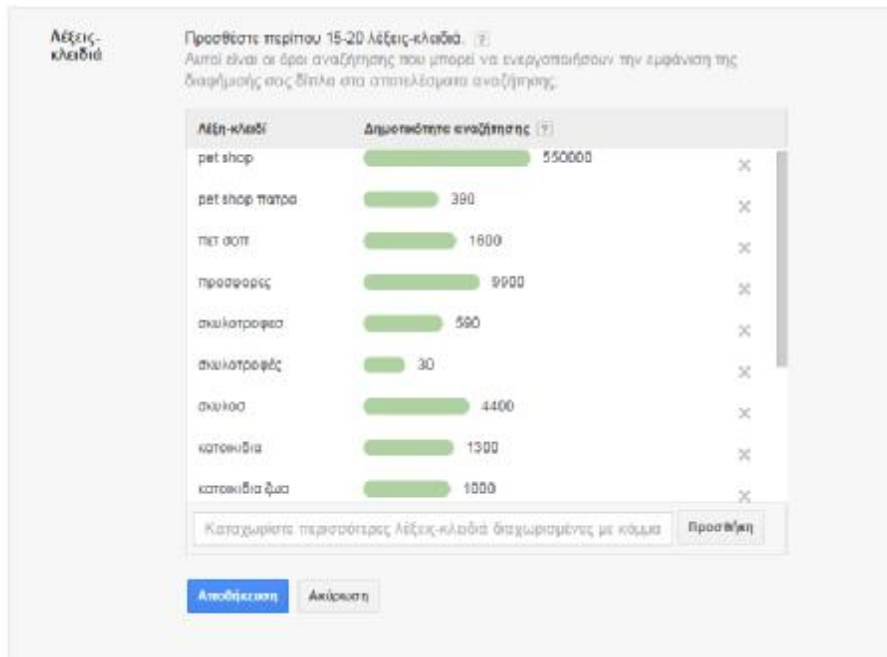 Λέξεις-
κλειδιά
Προσθέστε περίπου 15-20 λέξεις-κλειδιά. [?]
Αυτοί είναι οι όροι αναζήτησης που μπορεί να ενεργοποιήσουν την εμφάνιση της
διαφήμισής σας δίπλα στα αποτελέσματα αναζήτησης.
Λέξη-κλειδί Δημοτικότητα αναζήτησης [?]
pet shop 550000
pet shop πατρα 390
πετ σοπ 1600
προσφορες 9900
σκυλοτροφεσ 590
σκυλοτροφές 30
σκυλοσ 4400
κατοικιδια 1300
κατοικιδια ζωα 1000
Καταχωρίστε περισσότερες λέξεις-κλειδιά διαχωρισμένες με κόμμα Προσθήκη
Αποθήκευση Ακύρωση